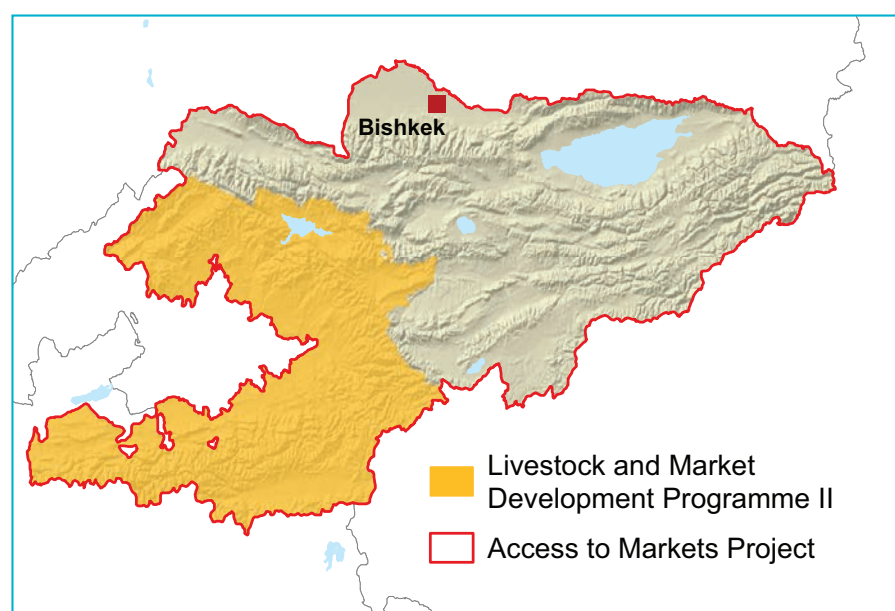 Bishkek
Livestock and Market
Development Programme II
Access to Markets Project